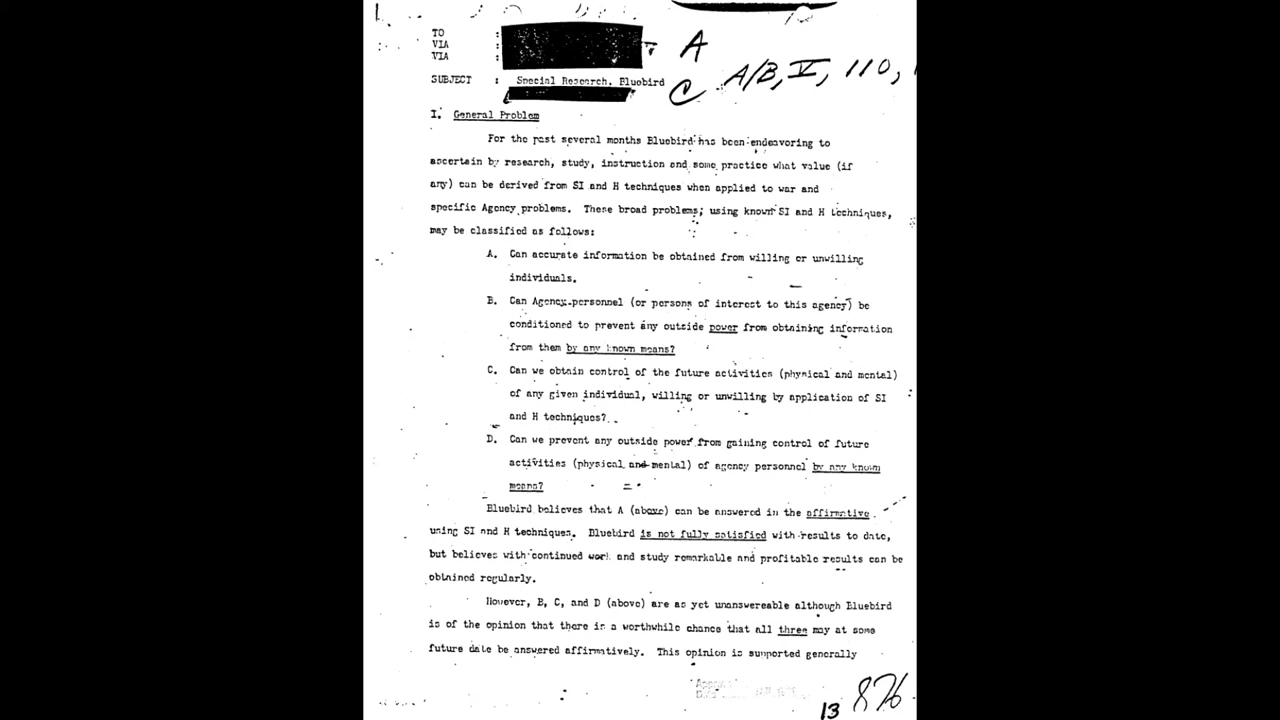 TO :
VIA :
VIA :
A
SUBJECT : Special Research, Bluebird
C A/B, V, 110,
I. General Problem
For the past several months Bluebird has been endeavoring to
ascertain by research, study, instruction and some practice what value (if
any) can be derived from SI and H techniques when applied to war and
specific Agency problems. These broad problems; using known SI and H techniques,
may be classified as follows:
A. Can accurate information be obtained from willing or unwilling
individuals.
B. Can Agency personnel (or persons of interest to this agency) be
conditioned to prevent any outside power from obtaining information
from them by any known means?
C. Can we obtain control of the future activities (physical and mental)
of any given individual, willing or unwilling by application of SI
and H techniques?
D. Can we prevent any outside power from gaining control of future
activities (physical and mental) of agency personnel by any known
means?
Bluebird believes that A (above) can be answered in the affirmative
using SI and H techniques. Bluebird is not fully satisfied with results to date,
but believes with continued work and study remarkable and profitable results can be
obtained regularly.
However, B, C, and D (above) are as yet unanswereable although Bluebird
is of the opinion that there is a worthwhile chance that all three may at some
future date be answered affirmatively. This opinion is supported generally
13 876